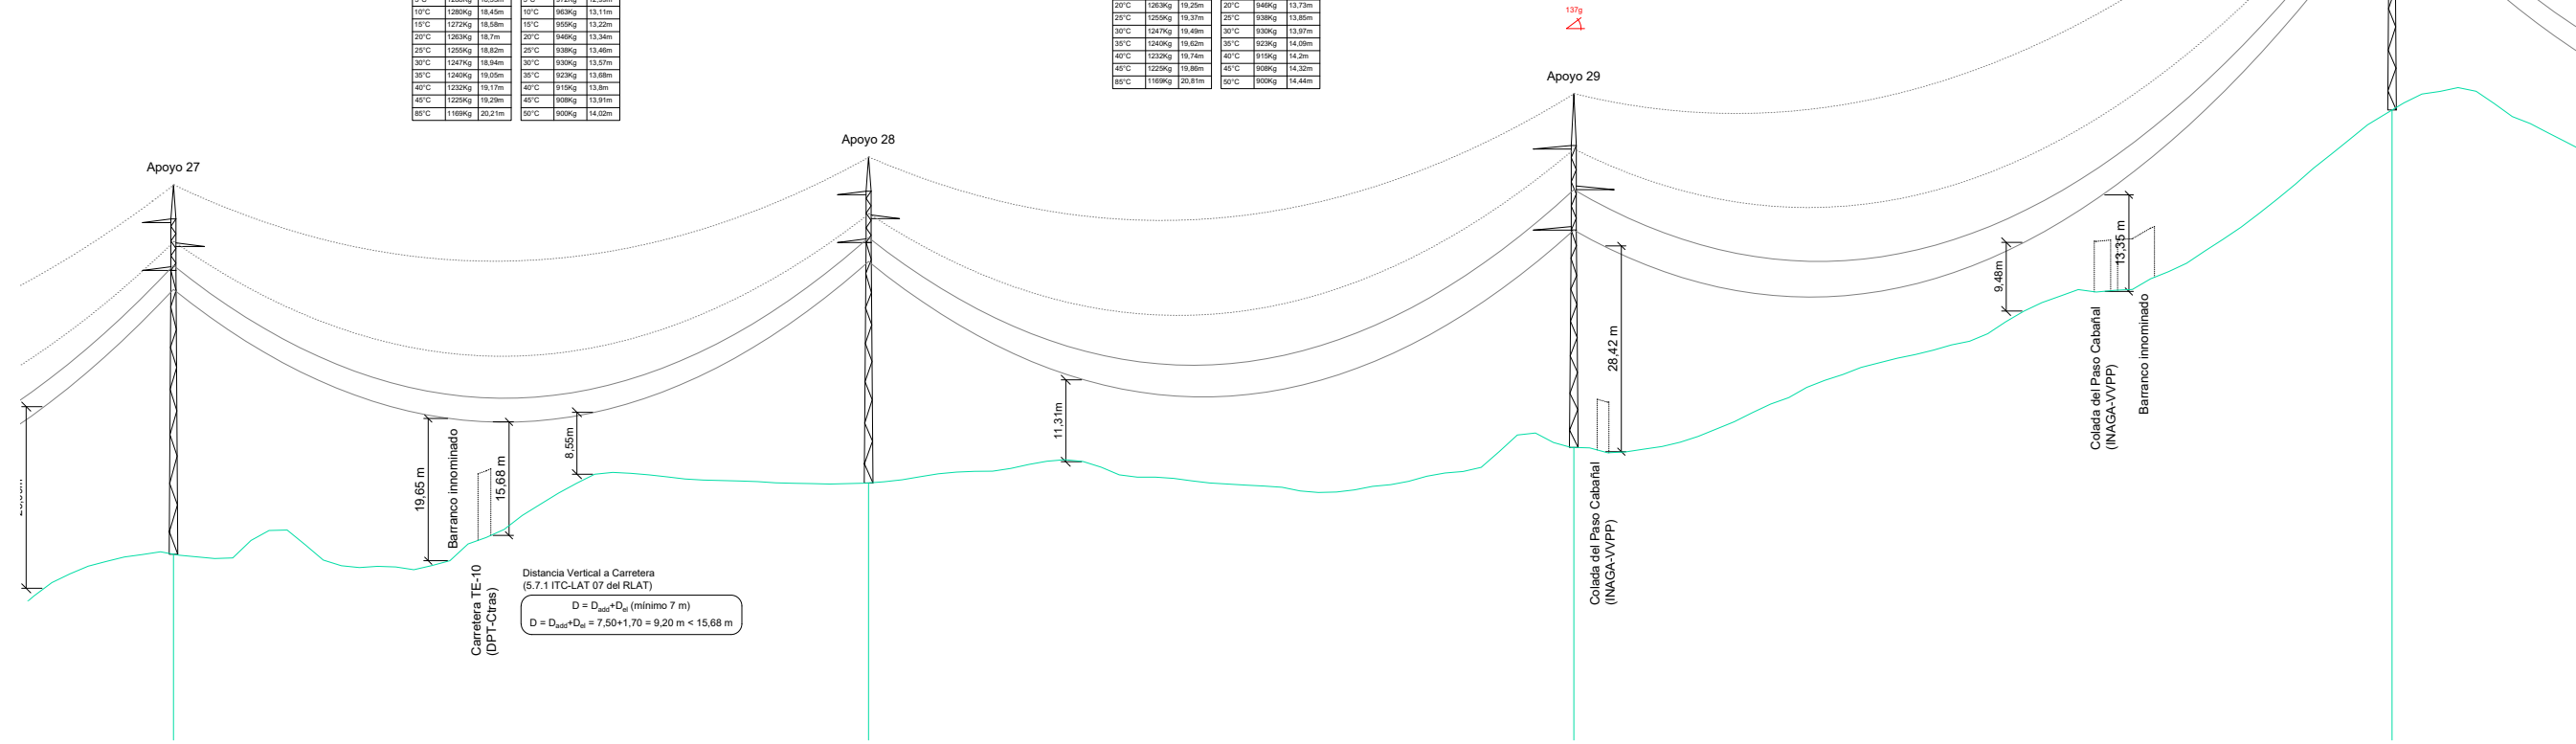 10°C 1280Kg 18,45m 10°C 963Kg 13,11m
15°C 1272Kg 18,58m 15°C 955Kg 13,22m
20°C 1263Kg 18,7m 20°C 946Kg 13,34m
25°C 1255Kg 18,82m 25°C 938Kg 13,46m
30°C 1247Kg 18,94m 30°C 930Kg 13,57m
35°C 1240Kg 19,05m 35°C 923Kg 13,68m
40°C 1232Kg 19,17m 40°C 915Kg 13,8m
45°C 1225Kg 19,29m 45°C 908Kg 13,91m
85°C 1169Kg 20,21m 50°C 900Kg 14,02m
20°C 1263Kg 19,25m 20°C 946Kg 13,73m
25°C 1255Kg 19,37m 25°C 938Kg 13,85m
30°C 1247Kg 19,49m 30°C 930Kg 13,97m
35°C 1240Kg 19,62m 35°C 923Kg 14,09m
40°C 1232Kg 19,74m 40°C 915Kg 14,2m
45°C 1225Kg 19,86m 45°C 908Kg 14,32m
85°C 1169Kg 20,81m 50°C 900Kg 14,44m
137g
Apoyo 27
Apoyo 28
Apoyo 29
19,65 m
Barranco innominado
15,68 m
8,55m
11,31m
28,42 m
9,48m
13,35 m
Carretera TE-10
(DPT-Ctras)
Distancia Vertical a Carretera
(5.7.1 ITC-LAT 07 del RLAT)
D = Dadd+Del (mínimo 7 m)
D = Dadd+Del = 7,50+1,70 = 9,20 m < 15,68 m
Colada del Paso Cabañal
(INAGA-VVPP)
Colada del Paso Cabañal
(INAGA-VVPP)
Barranco innominado